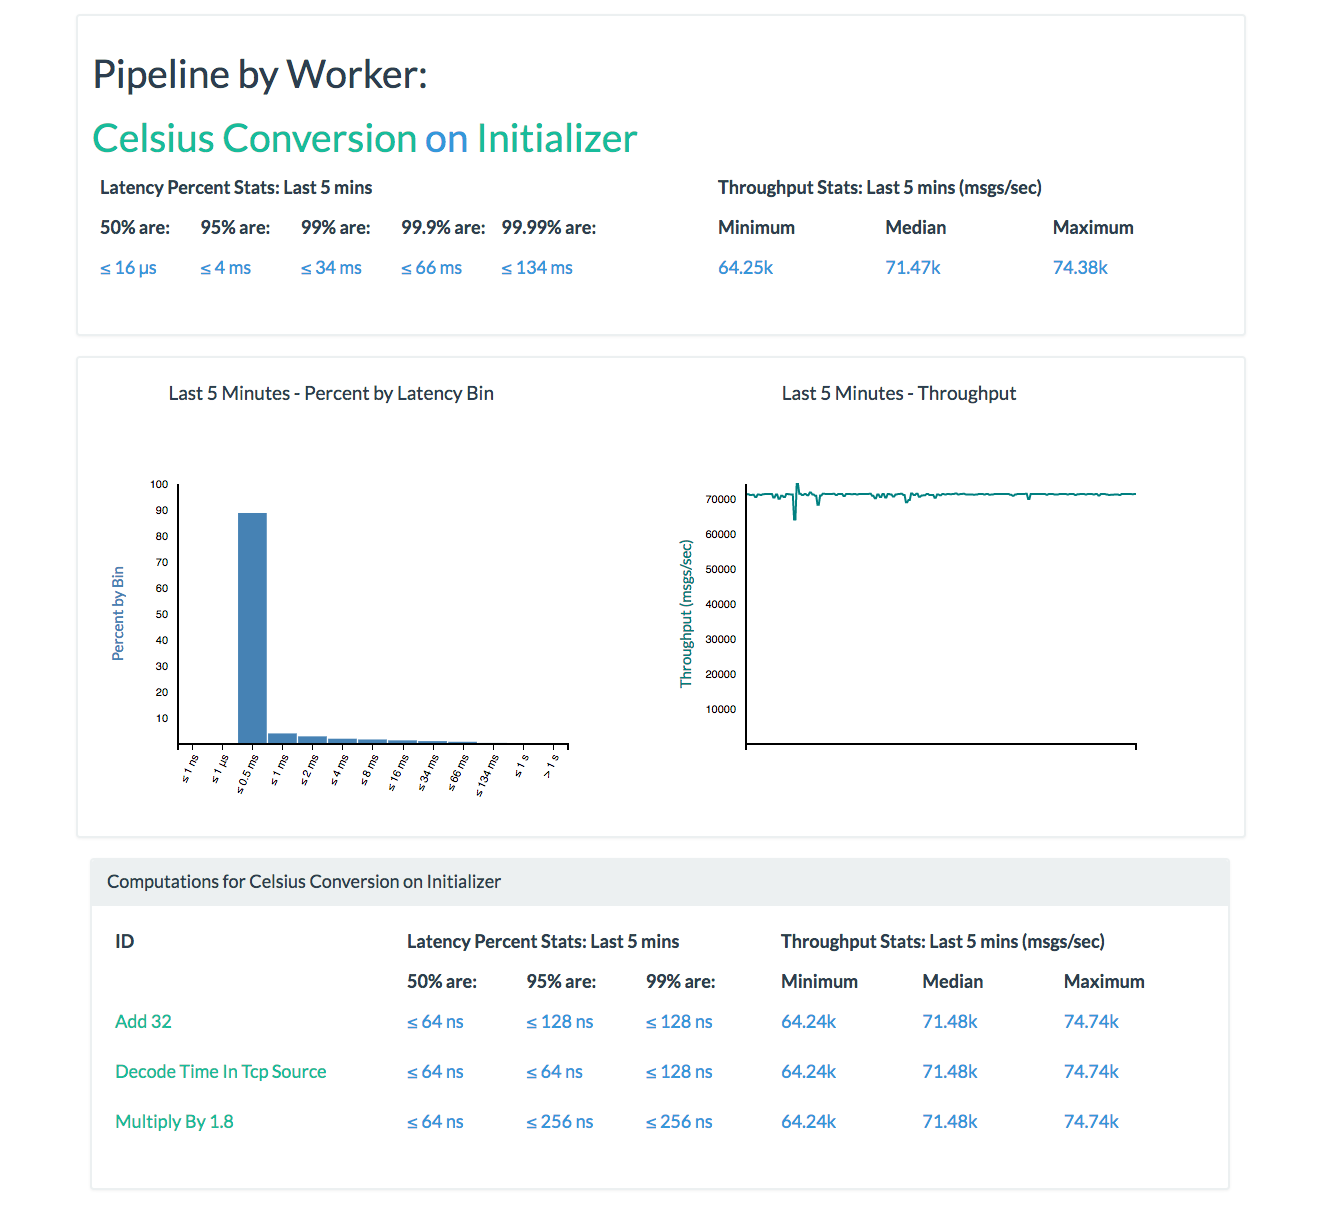 Pipeline by Worker:
Celsius Conversion on Initializer
Latency Percent Stats: Last 5 mins
50% are: 95% are: 99% are: 99.9% are: 99.99% are:
≤ 16 µs ≤ 4 ms ≤ 34 ms ≤ 66 ms ≤ 134 ms
Throughput Stats: Last 5 mins (msgs/sec)
Minimum Median Maximum
64.25k 71.47k 74.38k
Last 5 Minutes - Percent by Latency Bin
Percent by Bin
100
90
80
70
60
50
40
30
20
10
≤ 1 ns
≤ 1 µs
≤ 0.5 ms
≤ 1 ms
≤ 2 ms
≤ 4 ms
≤ 8 ms
≤ 16 ms
≤ 34 ms
≤ 66 ms
≤ 134 ms
≤ 1 s
> 1 s
Last 5 Minutes - Throughput
Throughput (msgs/sec)
70000
60000
50000
40000
30000
20000
10000
Computations for Celsius Conversion on Initializer
ID Latency Percent Stats: Last 5 mins Throughput Stats: Last 5 mins (msgs/sec)
50% are: 95% are: 99% are: Minimum Median Maximum
Add 32 ≤ 64 ns ≤ 128 ns ≤ 128 ns 64.24k 71.48k 74.74k
Decode Time In Tcp Source ≤ 64 ns ≤ 64 ns ≤ 128 ns 64.24k 71.48k 74.74k
Multiply By 1.8 ≤ 64 ns ≤ 256 ns ≤ 256 ns 64.24k 71.48k 74.74k